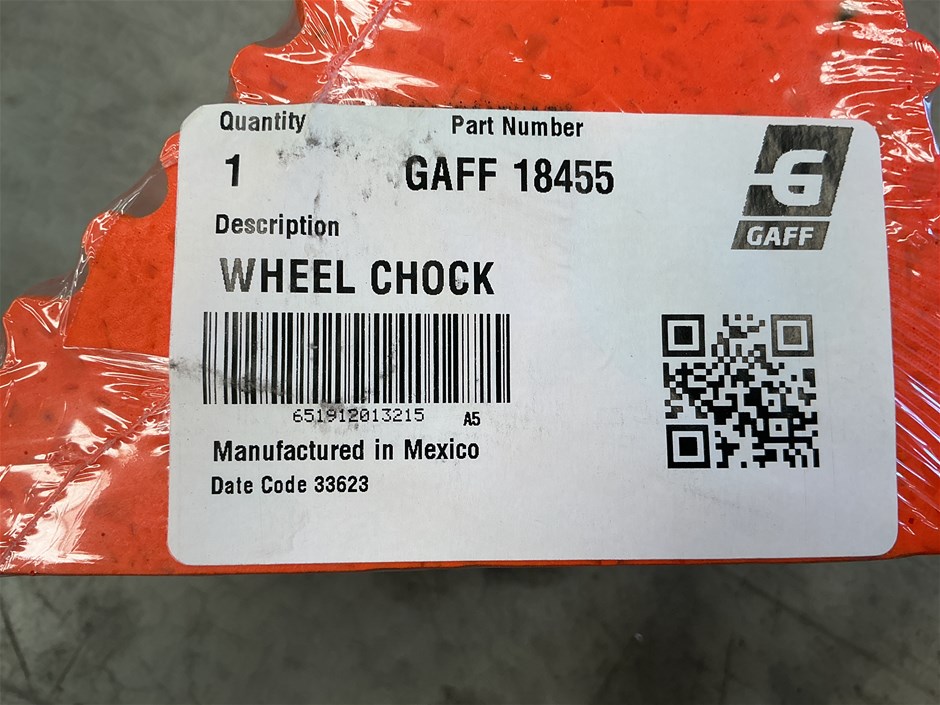 Quantity Part Number
1 GAFF 18455
G
GAFF
Description
WHEEL CHOCK
651912013215 A5
Manufactured in Mexico
Date Code 33623